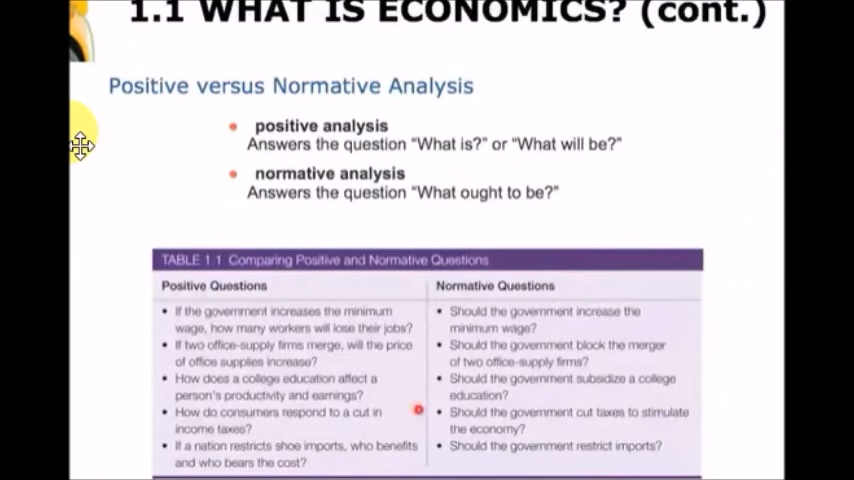 1.1 WHAT IS ECONOMICS? (cont.)
Positive versus Normative Analysis
• positive analysis
Answers the question “What is?” or “What will be?”
• normative analysis
Answers the question “What ought to be?”
TABLE 1.1 Comparing Positive and Normative Questions
Positive Questions
• If the government increases the minimum
wage, how many workers will lose their jobs?
• If two office-supply firms merge, will the price
of office supplies increase?
• How does a college education affect a
person's productivity and earnings?
• How do consumers respond to a cut in
income taxes?
• If a nation restricts shoe imports, who benefits
and who bears the cost?
Normative Questions
• Should the government increase the
minimum wage?
• Should the government block the merger
of two office-supply firms?
• Should the government subsidize a college
education?
• Should the government cut taxes to stimulate
the economy?
• Should the government restrict imports?